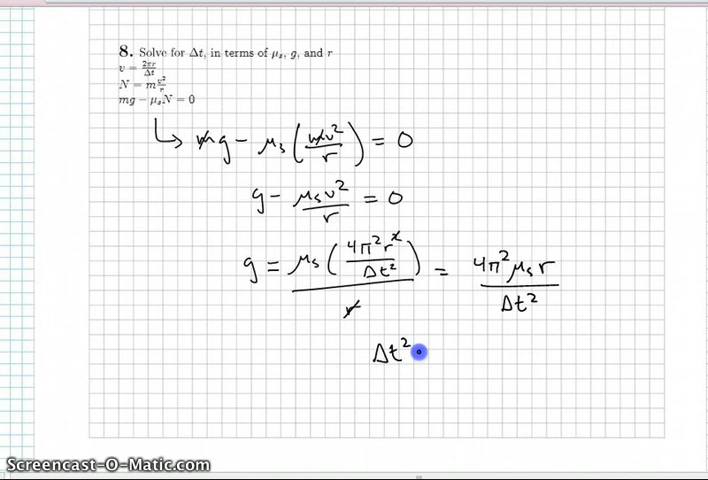 8. Solve for Δt, in terms of μₛ, g, and r
v = 2πr/Δt
N = m v²/r
mg − μₛN = 0
↳ mg − μₛ(mv²/r) = 0
g − μₛv²/r = 0
g = μₛ(4π²r²/Δt²)/r = 4π²μₛr/Δt²
Δt²
Screencast-O-Matic.com